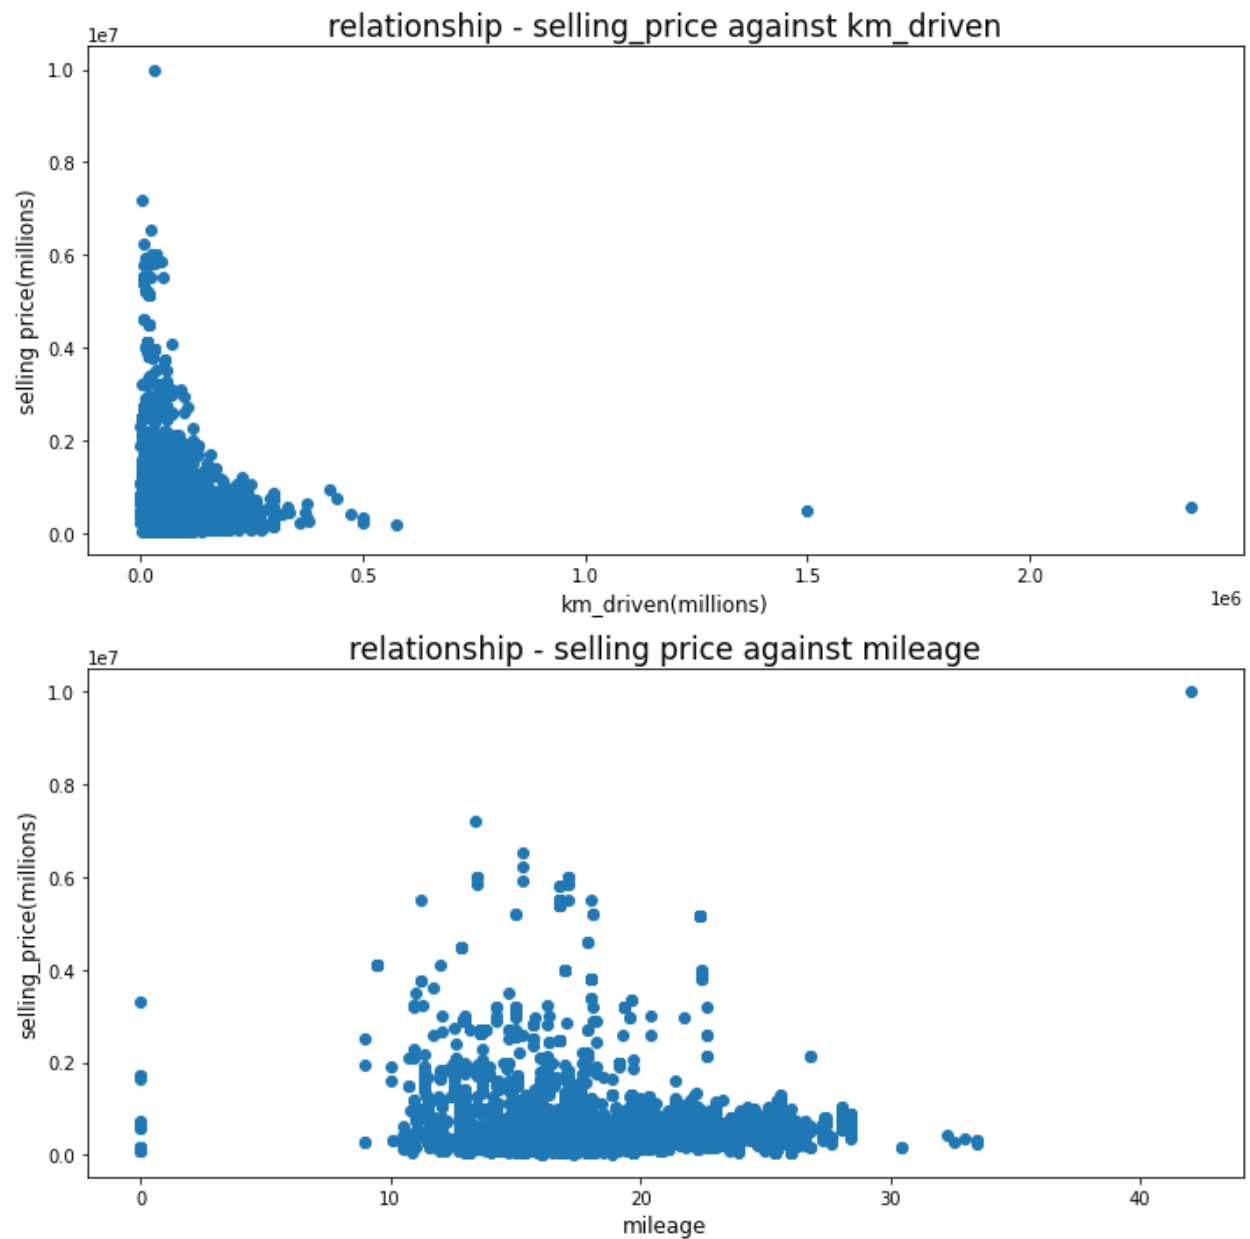 relationship - selling_price against km_driven
1e7
1.0
0.8
0.6
0.4
0.2
0.0
selling price(millions)
0.0 0.5 1.0 1.5 2.0
1e6
km_driven(millions)
relationship - selling price against mileage
1e7
1.0
0.8
0.6
0.4
0.2
0.0
selling_price(millions)
0 10 20 30 40
mileage